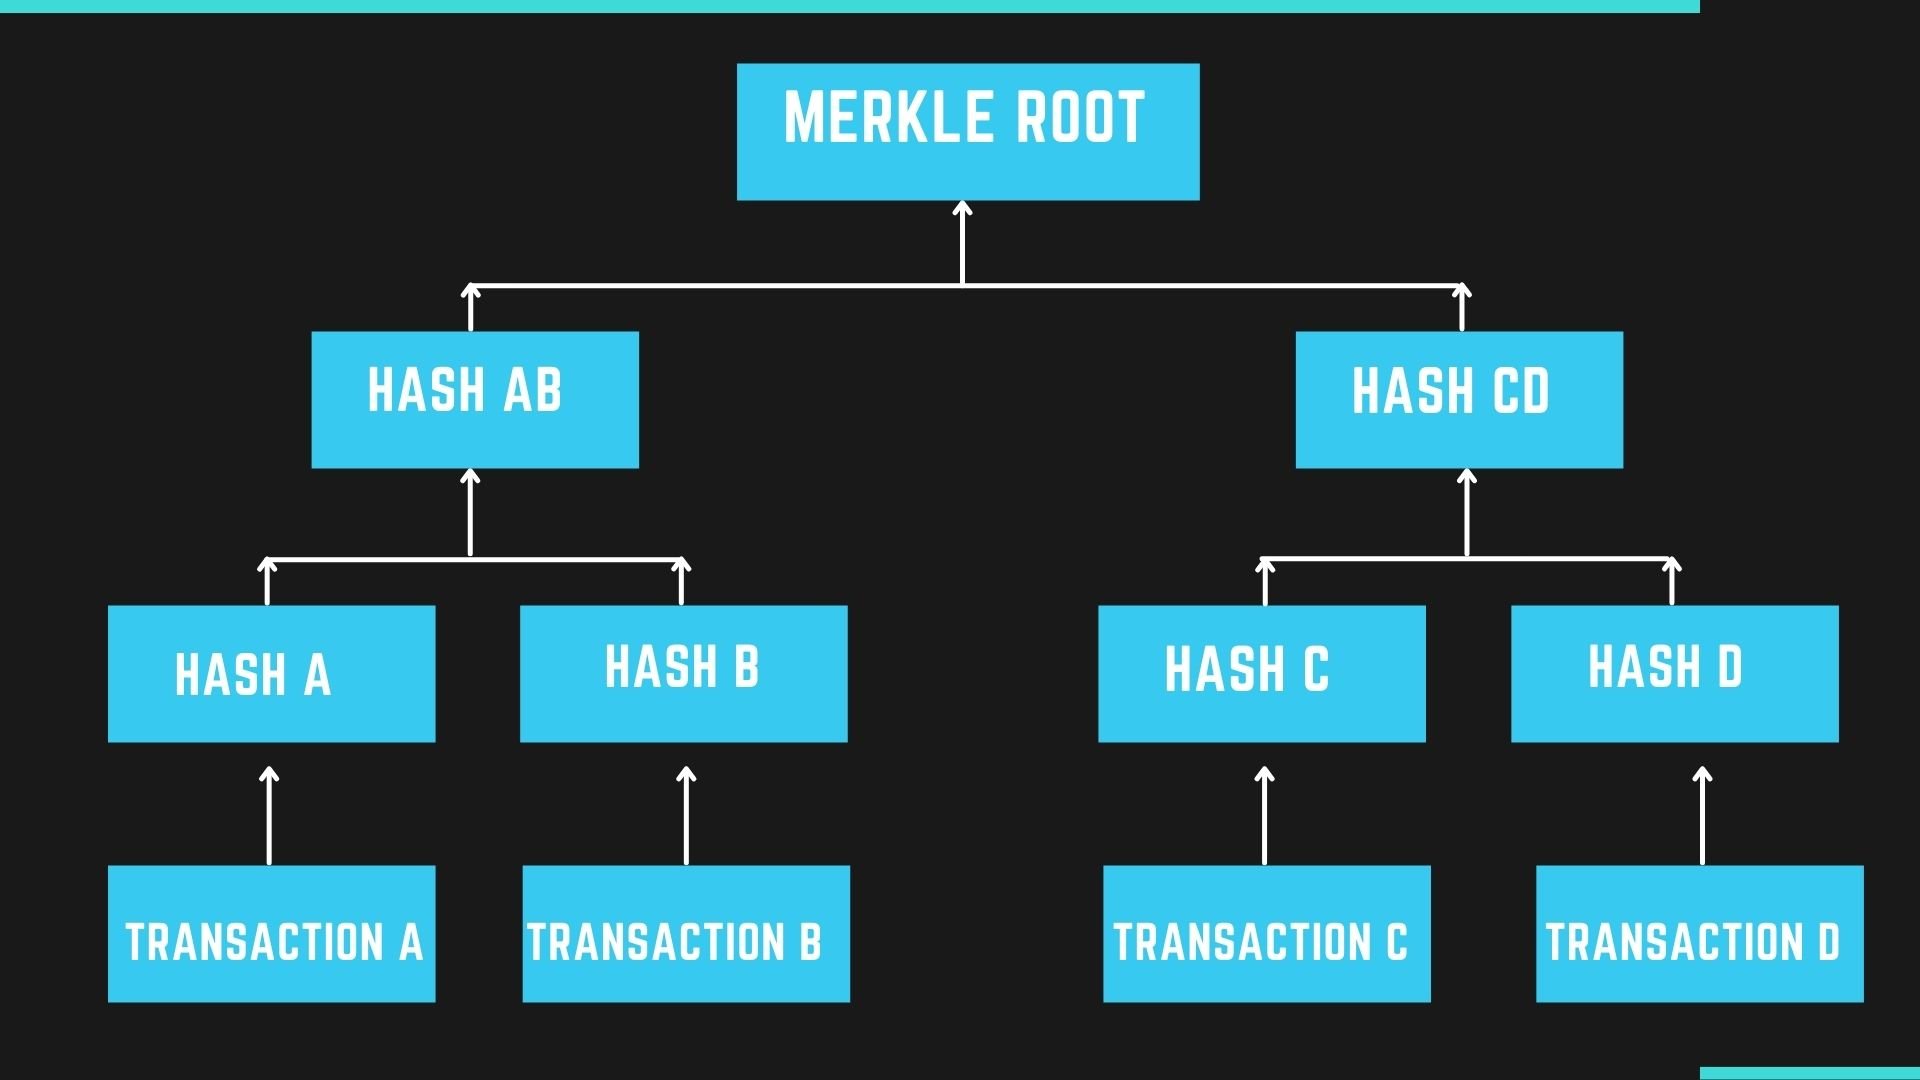 MERKLE ROOT
HASH AB
HASH CD
HASH A
HASH B
HASH C
HASH D
TRANSACTION A
TRANSACTION B
TRANSACTION C
TRANSACTION D